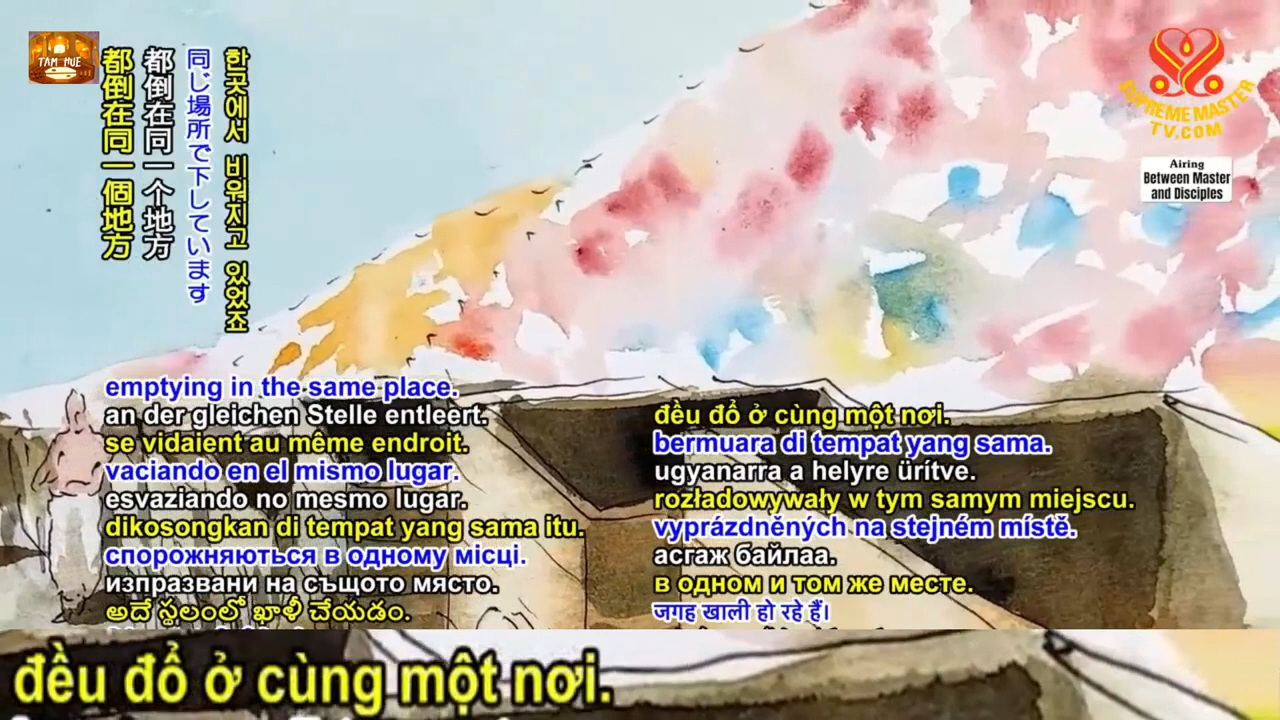 TAM HUE
都倒在同一個地方
都倒在同一个地方
同じ場所で下しています
한곳에서 비워지고 있었죠
SUPREME MASTER
TV.COM
Airing
Between Master
and Disciples
emptying in the same place.
an der gleichen Stelle entleert.
se vidaient au même endroit.
vaciando en el mismo lugar.
esvaziando no mesmo lugar.
dikosongkan di tempat yang sama itu.
спорожняються в одному місці.
изпразвани на същото място.
అదే స్థలంలో ఖాళీ చేయడం.
đều đổ ở cùng một nơi.
bermuara di tempat yang sama.
ugyanarra a helyre ürítve.
rozładowywały w tym samym miejscu.
vyprázdněných na stejném místě.
асгаж байлаа.
в одном и том же месте.
जगह खाली हो रहे हैं।
đều đổ ở cùng một nơi.